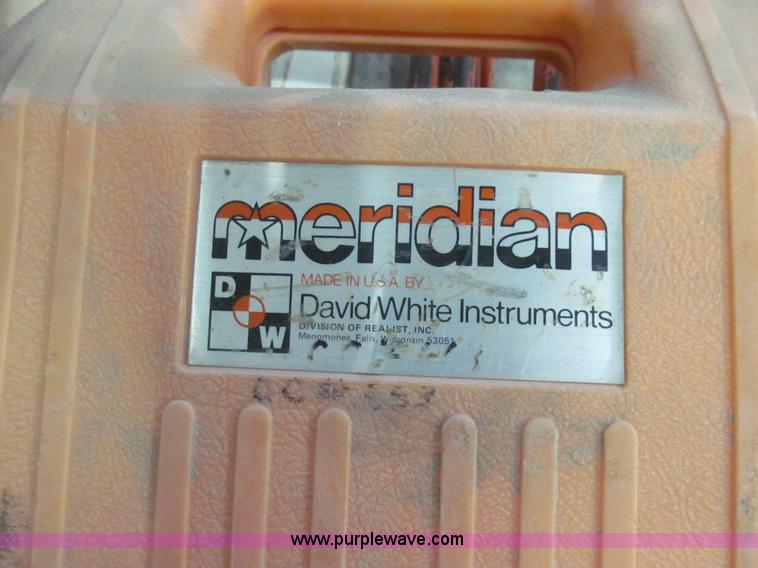 meridian
MADE IN U.S.A. BY
D W
David White Instruments
DIVISION OF REALIST, INC.
Menomonee Falls, Wisconsin 53051
www.purplewave.com